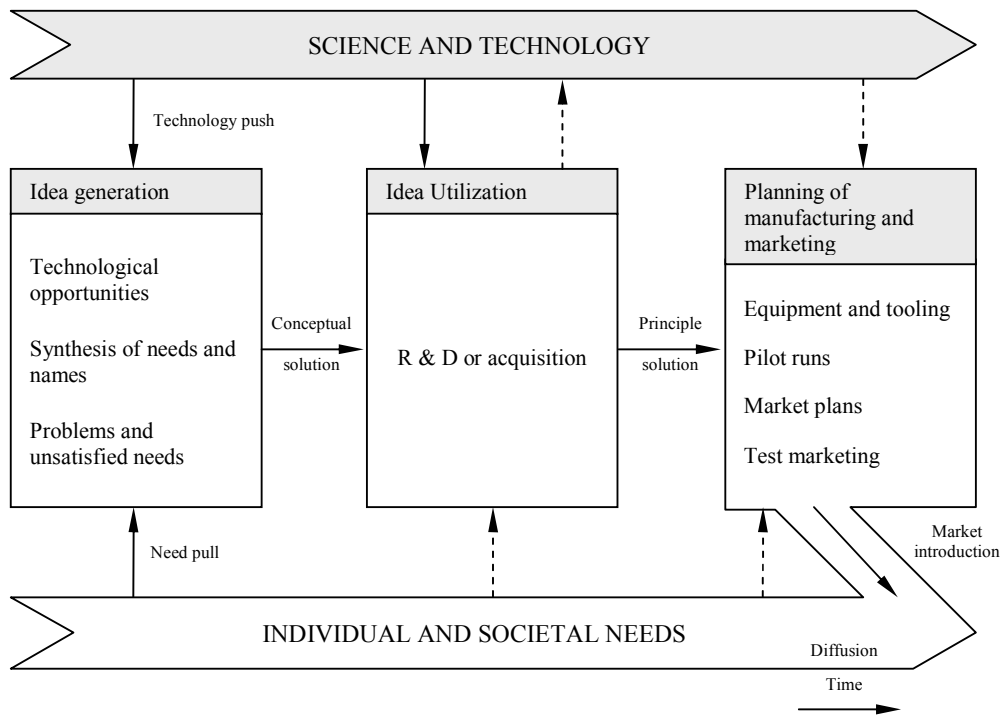 SCIENCE AND TECHNOLOGY
Technology push
Idea generation
Technological
opportunities
Synthesis of needs and
names
Problems and
unsatisfied needs
Conceptual
solution
Idea Utilization
R & D or acquisition
Principle
solution
Planning of
manufacturing and
marketing
Equipment and tooling
Pilot runs
Market plans
Test marketing
Need pull
Market
introduction
INDIVIDUAL AND SOCIETAL NEEDS
Diffusion
Time